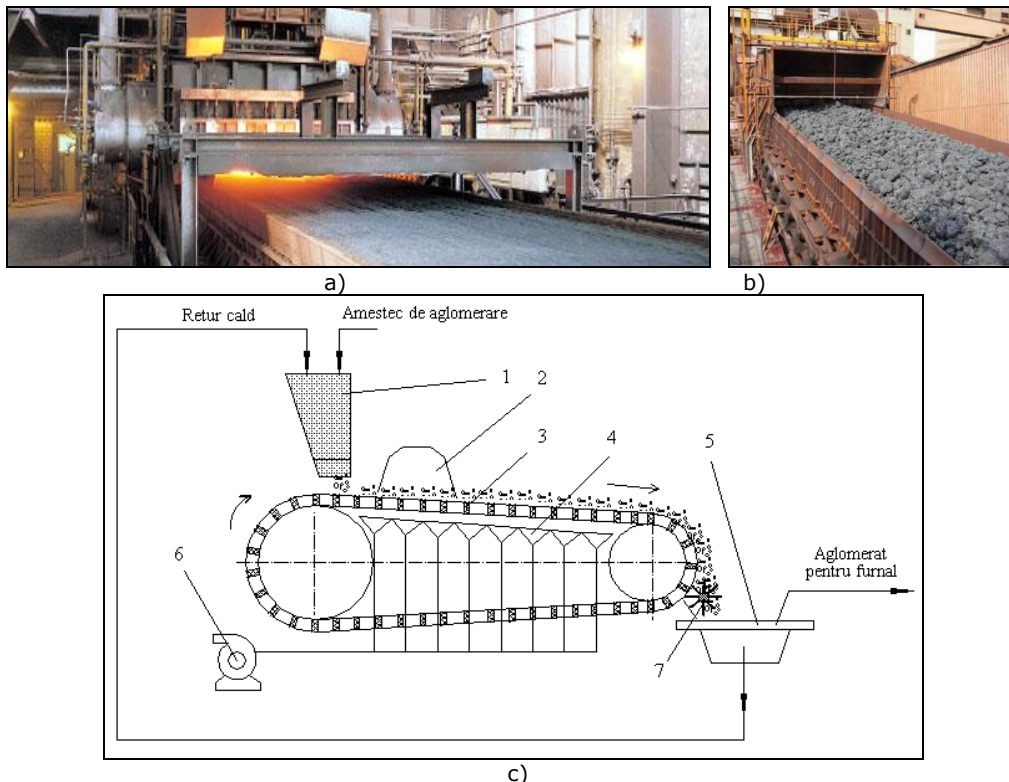 a)
b)
Retur cald
Amestec de aglomerare
1
2
3
4
5
6
Aglomerat
pentru furnal
7
c)